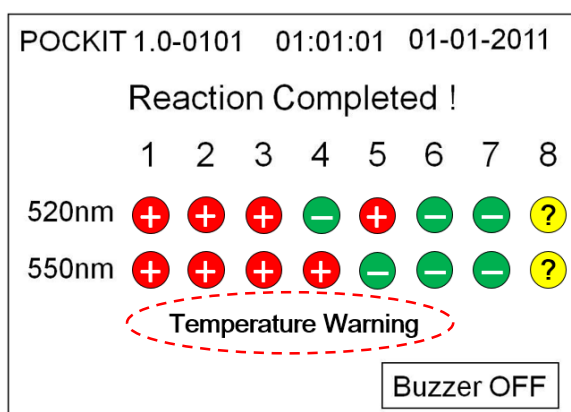 POCKIT 1.0-0101 01:01:01 01-01-2011
Reaction Completed !
1 2 3 4 5 6 7 8
520nm + + + − + − − ?
550nm + + + + − − − ?
Temperature Warning
Buzzer OFF